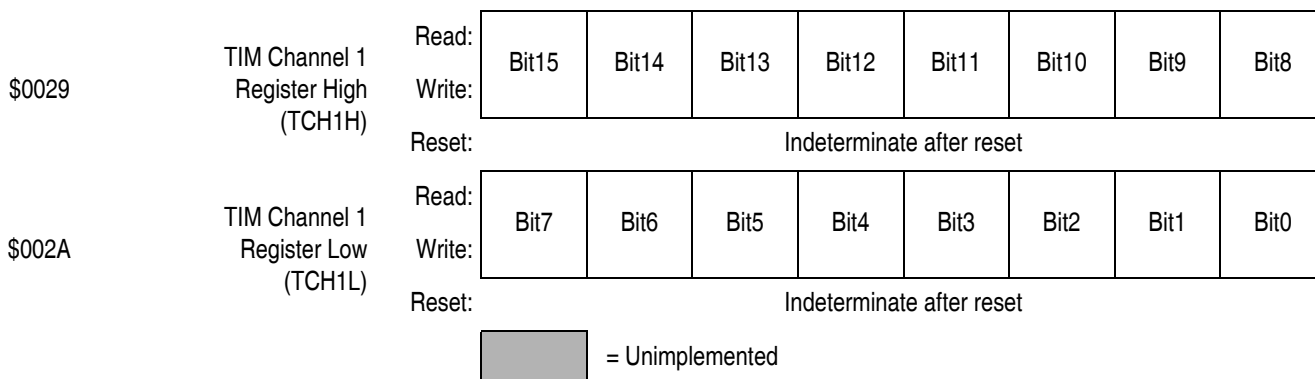 $0029 TIM Channel 1 Register High (TCH1H) Read: Write: Bit15 Bit14 Bit13 Bit12 Bit11 Bit10 Bit9 Bit8
Reset: Indeterminate after reset
$002A TIM Channel 1 Register Low (TCH1L) Read: Write: Bit7 Bit6 Bit5 Bit4 Bit3 Bit2 Bit1 Bit0
Reset: Indeterminate after reset
= Unimplemented